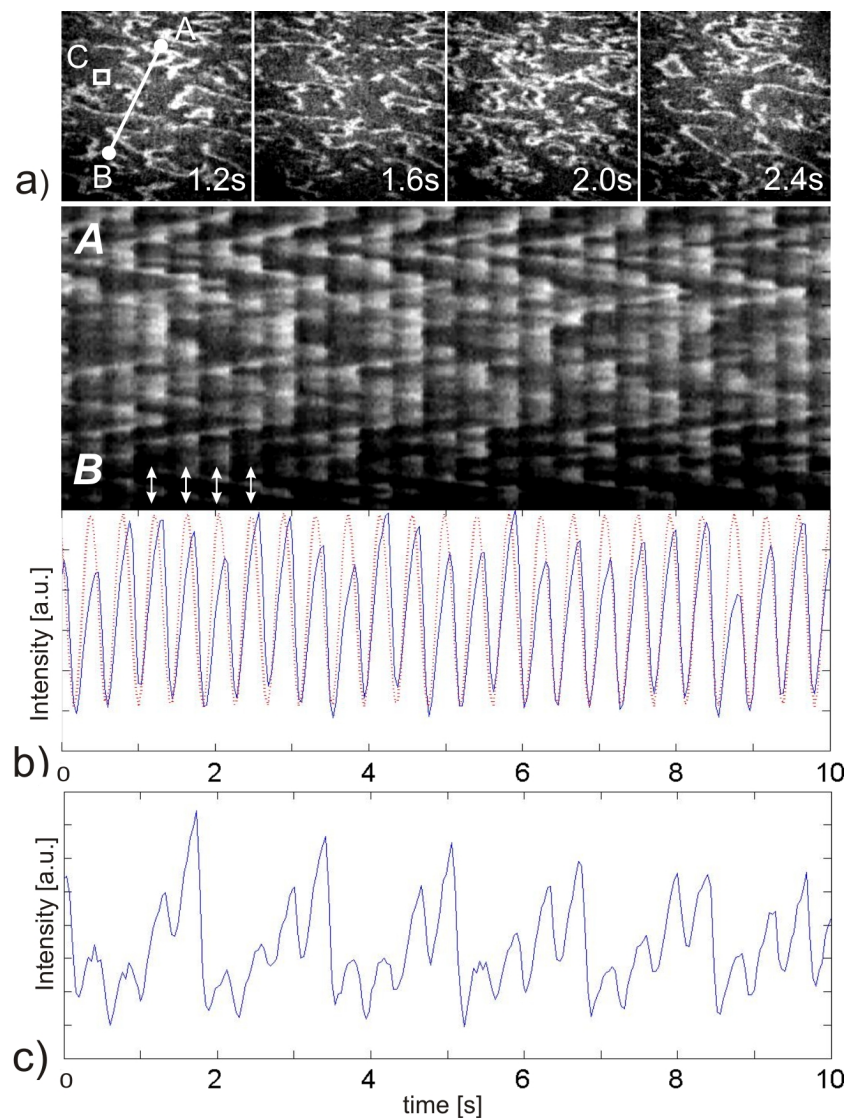 A
C
B
a)
1.2s
1.6s
2.0s
2.4s
A
B
Intensity [a.u.]
b)
0 2 4 6 8 10
Intensity [a.u.]
c)
0 2 4 6 8 10
time [s]